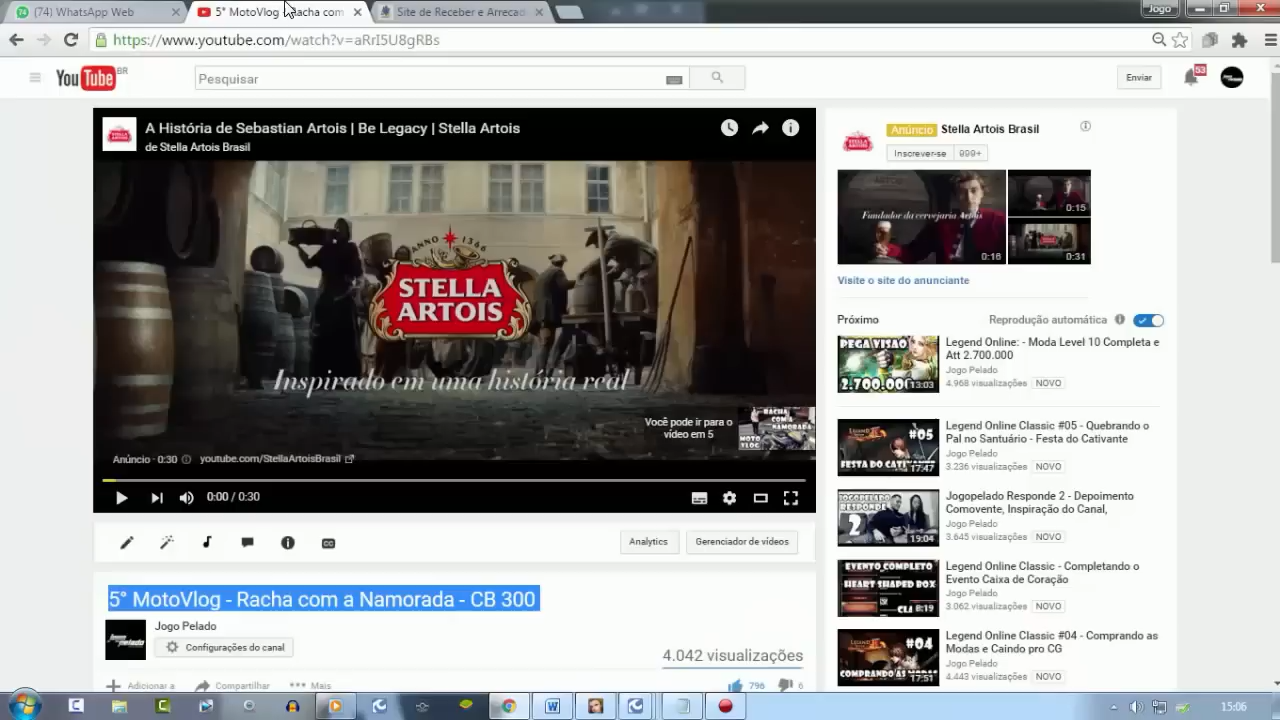 (74) WhatsApp Web
5° MotoVlog - Racha com
Site de Receber e Arrecad
Jogo
https://www.youtube.com/watch?v=aRrI5U8gRBs
YouTube BR
Pesquisar
Enviar
53
A História de Sebastian Artois | Be Legacy | Stella Artois
de Stella Artois Brasil
ANNO 1366
STELLA
ARTOIS
inspirado em uma história real
Você pode ir para o
vídeo em 5
RACHA
COM A
NAMORADA
MOTO
VLOG
Anúncio · 0:30
youtube.com/StellaArtoisBrasil
0:00 / 0:30
Analytics
Gerenciador de vídeos
5° MotoVlog - Racha com a Namorada - CB 300
Jogo Pelado
Configurações do canal
4.042 visualizações
Adicionar a
Compartilhar
Mais
796
6
Anúncio Stella Artois Brasil
Inscrever-se 999+
Fundador da cervejaria Artois
0:16
0:15
0:31
Visite o site do anunciante
Próximo
Reprodução automática
PEGA VISAO
2.700.000
13:03
Legend Online: - Moda Level 10 Completa e
Att 2.700.000
Jogo Pelado
4.968 visualizações NOVO
#05
FESTA DO CATI
17:47
Legend Online Classic #05 - Quebrando o
Pal no Santuário - Festa do Cativante
Jogo Pelado
3.236 visualizações NOVO
JOGOPELADO
RESPONDE
2
19:04
Jogopelado Responde 2 - Depoimento
Comovente, Inspiração do Canal,
Jogo Pelado
3.645 visualizações NOVO
EVENTO COMPLETO
HEART SHAPED BOX
CLA
8:19
Legend Online Classic - Completando o
Evento Caixa de Coração
Jogo Pelado
3.062 visualizações NOVO
#04
COMPRANDO AS MODAS
17:51
Legend Online Classic #04 - Comprando as
Modas e Caindo pro CG
Jogo Pelado
4.443 visualizações NOVO
15:06